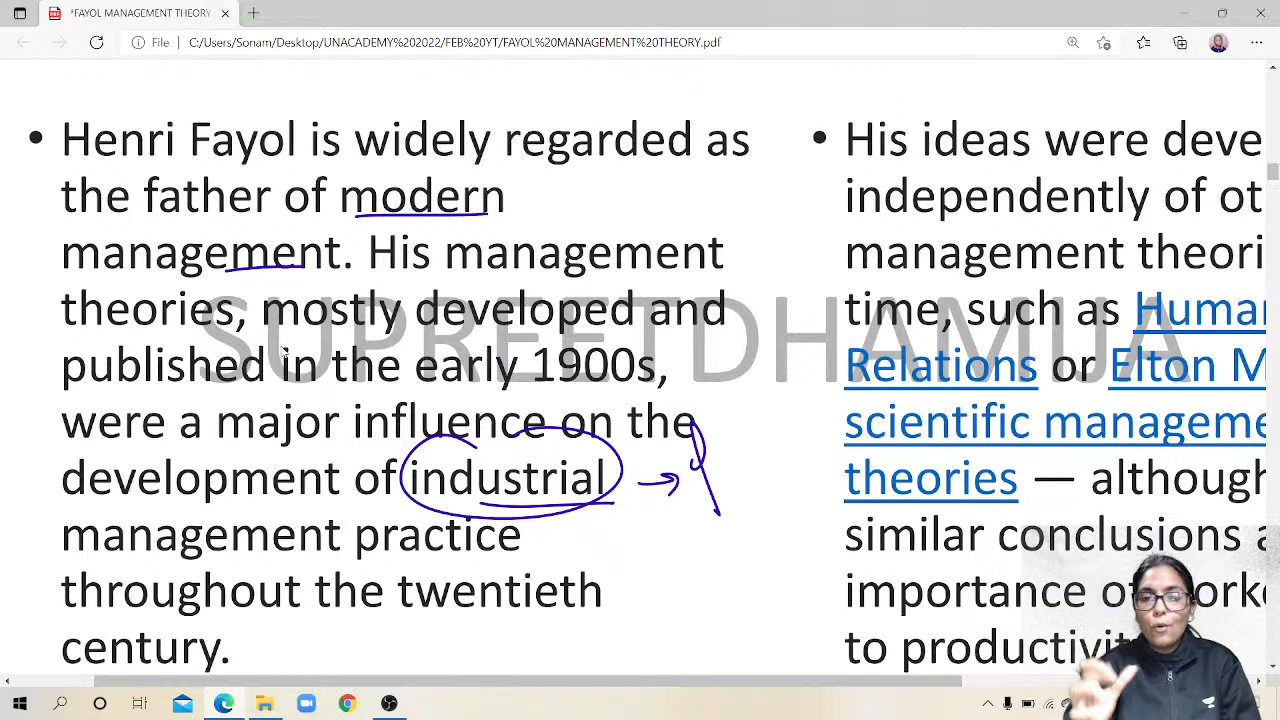 *FAYOL MANAGEMENT THEORY
File
C:/Users/Sonam/Desktop/UNACADEMY%202022/FEB%20YT/FAYOL%20MANAGEMENT%20THEORY.pdf
• Henri Fayol is widely regarded as
the father of modern
management. His management
theories, mostly developed and
published in the early 1900s,
were a major influence on the
development of industrial
management practice
throughout the twentieth
century.
• His ideas were deve
independently of ot
management theori
time, such as Human
Relations or Elton M
scientific manageme
theories — although
similar conclusions a
importance of worke
to productivity
SUPREETDHAMIJA